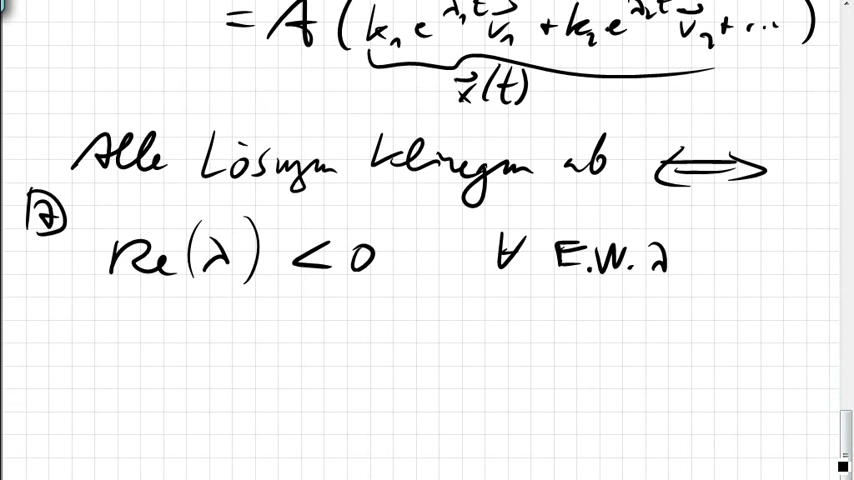 = A ( k₁ e^{λ₁t} v⃗₁ + k₂ e^{λ₂t} v⃗₂ + ... )
x⃗(t)
Alle Lösungen klingen ab ⟺
Re(λ) < 0 ∀ E.W. λ